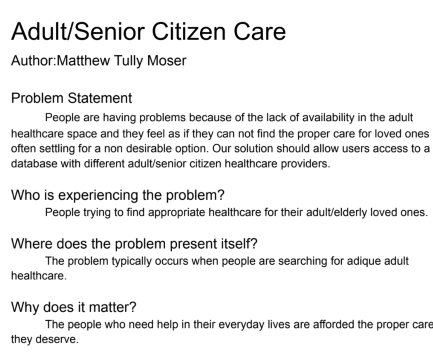 Adult/Senior Citizen Care
Author:Matthew Tully Moser
Problem Statement
People are having problems because of the lack of availability in the adult
healthcare space and they feel as if they can not find the proper care for loved ones
often settling for a non desirable option. Our solution should allow users access to a
database with different adult/senior citizen healthcare providers.
Who is experiencing the problem?
People trying to find appropriate healthcare for their adult/elderly loved ones.
Where does the problem present itself?
The problem typically occurs when people are searching for adique adult
healthcare.
Why does it matter?
The people who need help in their everyday lives are afforded the proper care
they deserve.